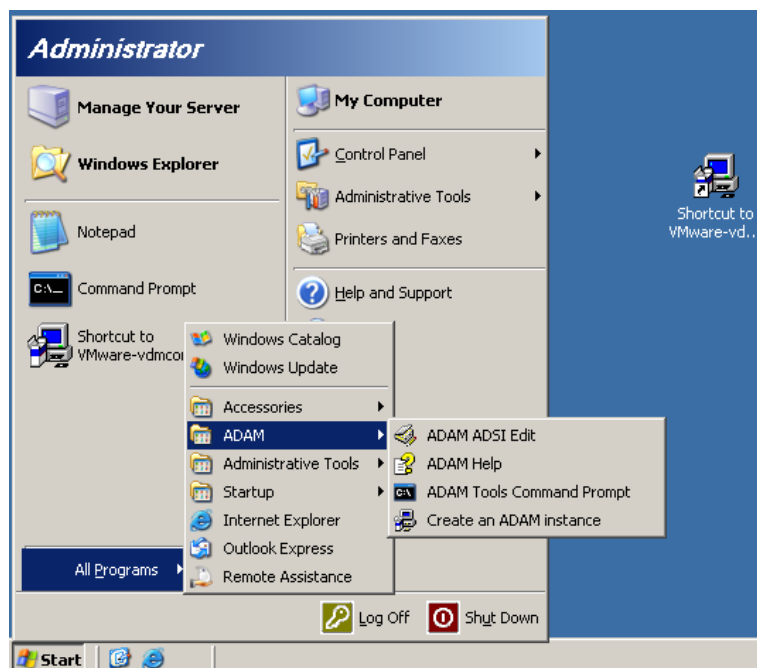 Administrator
Manage Your Server
Windows Explorer
Notepad
Command Prompt
Shortcut to
VMware-vdmcor
My Computer
Control Panel
Administrative Tools
Printers and Faxes
Help and Support
Windows Catalog
Windows Update
Accessories
ADAM
Administrative Tools
Startup
Internet Explorer
Outlook Express
Remote Assistance
ADAM ADSI Edit
ADAM Help
ADAM Tools Command Prompt
Create an ADAM instance
All Programs
Log Off
Shut Down
Start
Shortcut to
VMware-vd...